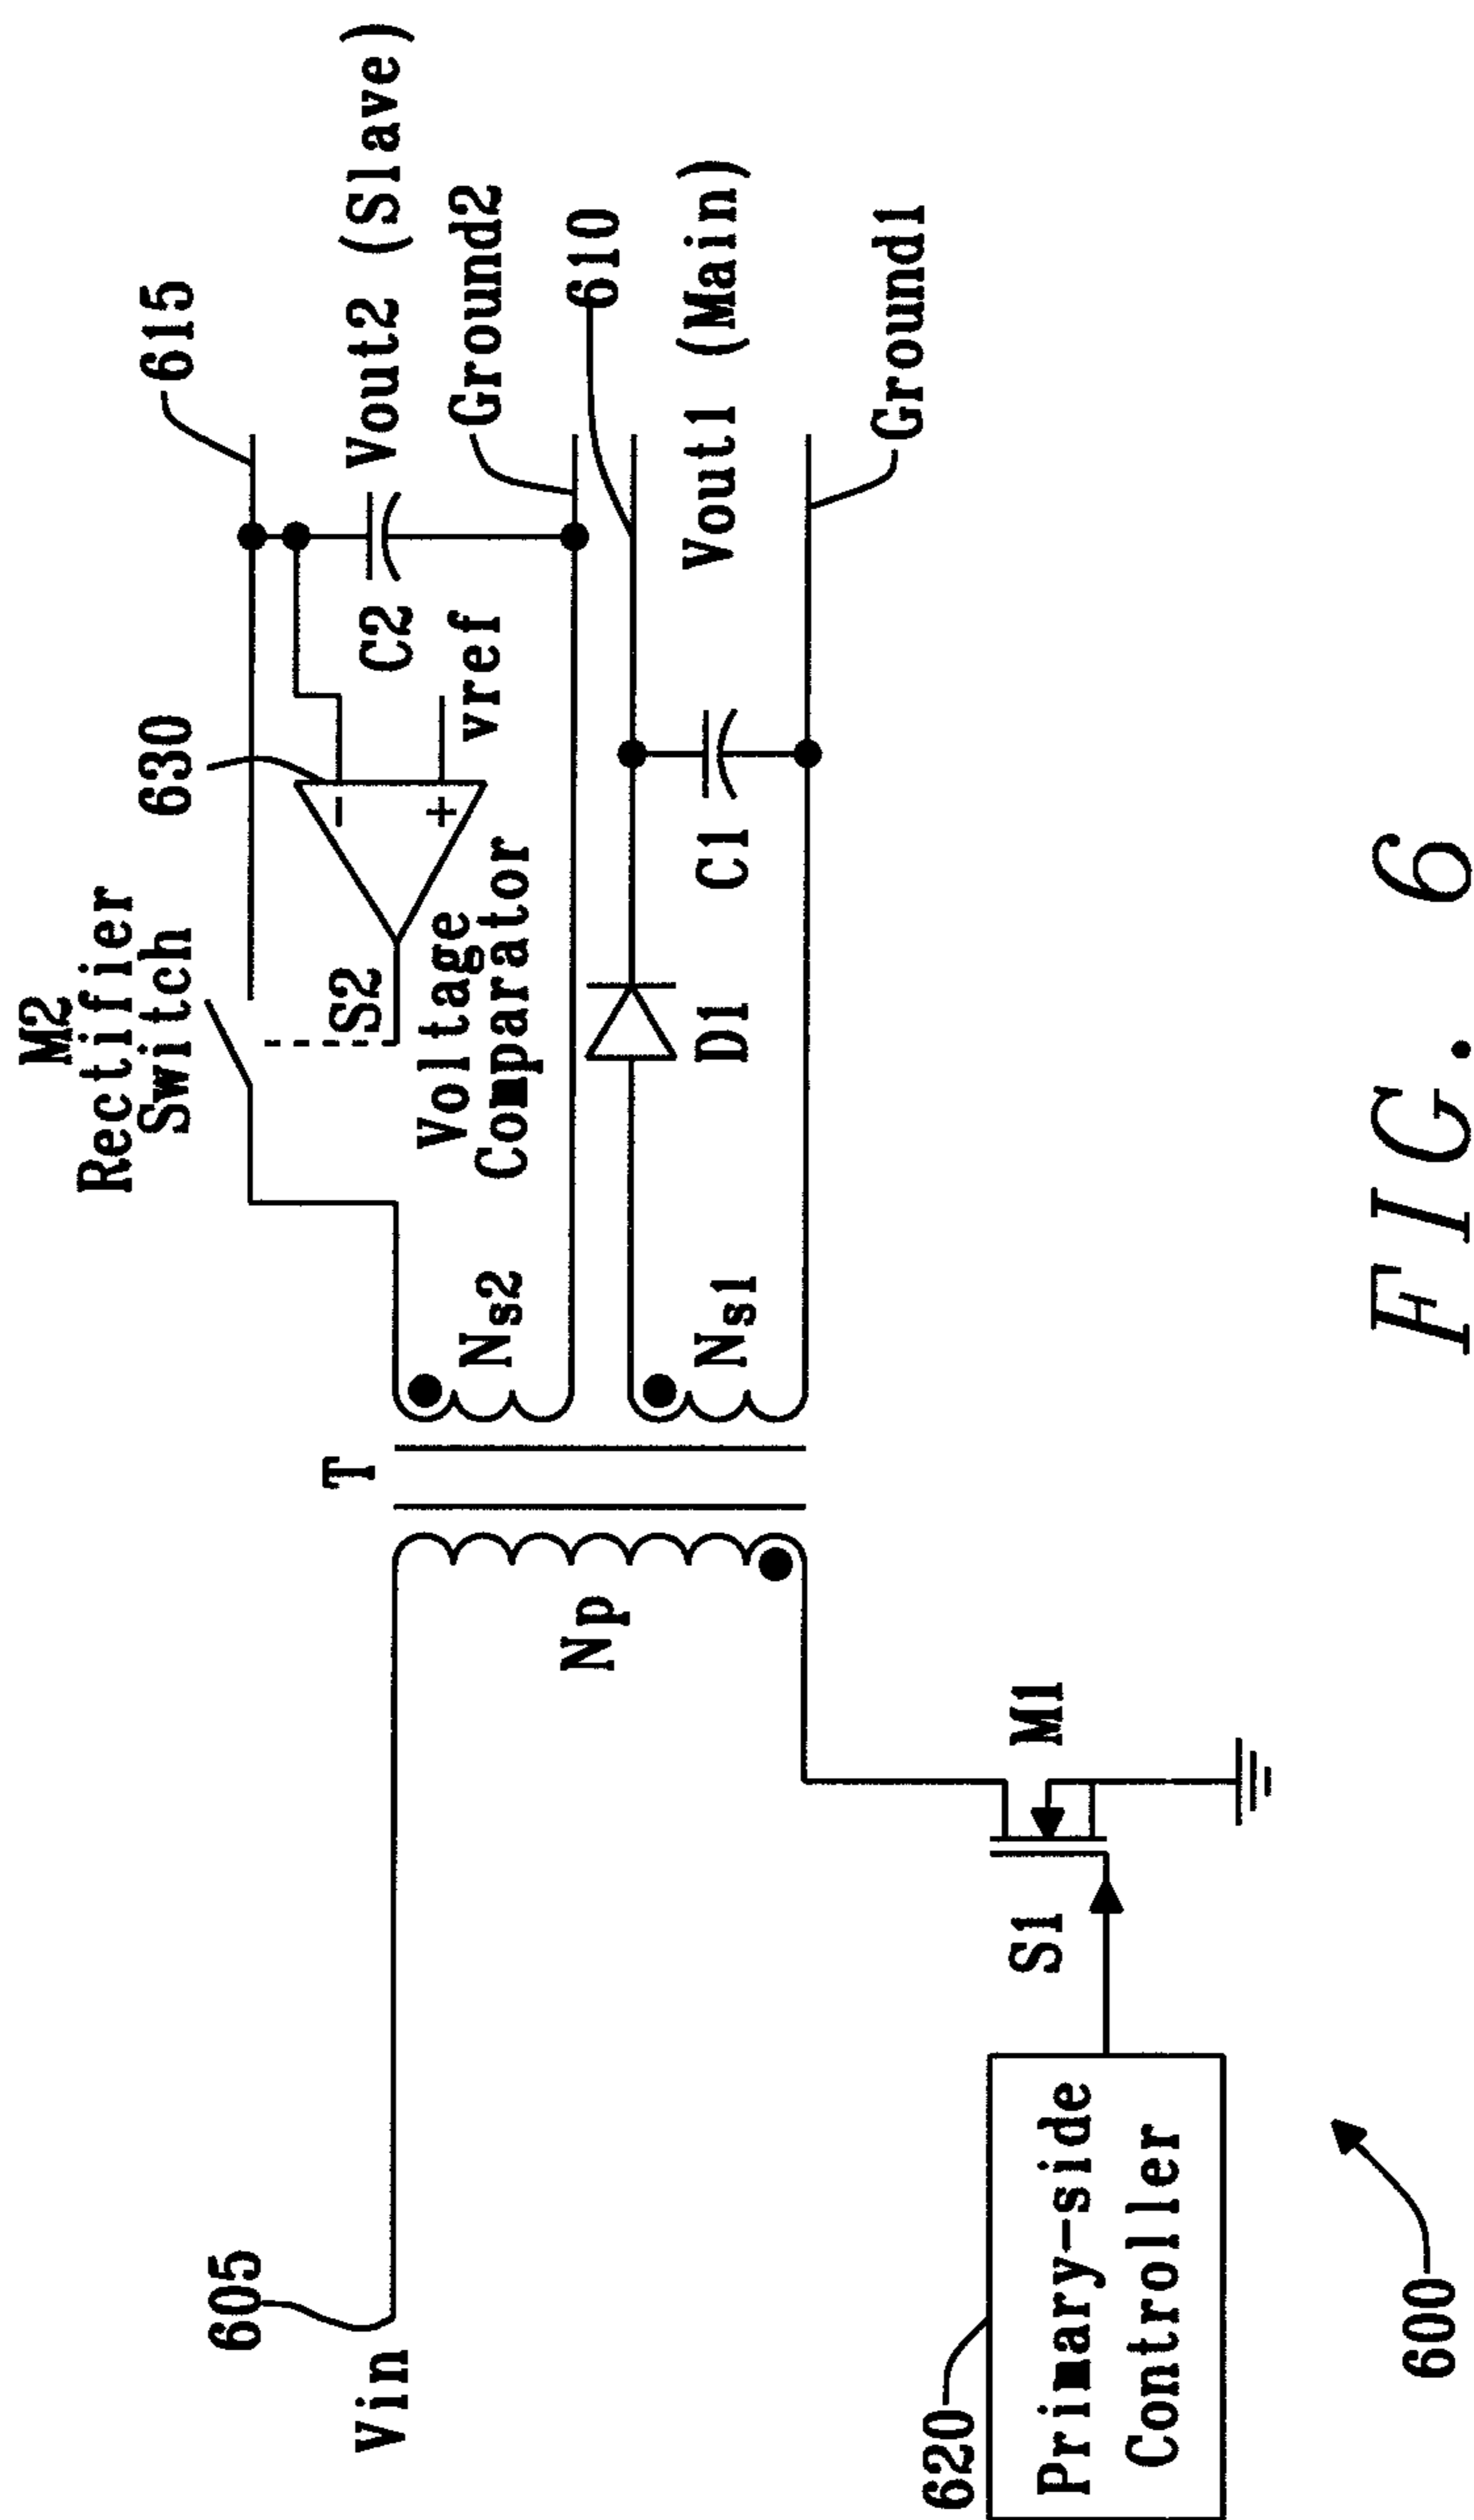 605
Vin
620
Primary-side
Controller
600
S1
M1
Np
T
Ns2
Ns1
M2
Rectifier
Switch
630
615
S2
Voltage
Comparator
-
+
vref
C2
Vout2 (Slave)
Ground2
610
D1
C1
Vout1 (Main)
Ground1
FIG. 6